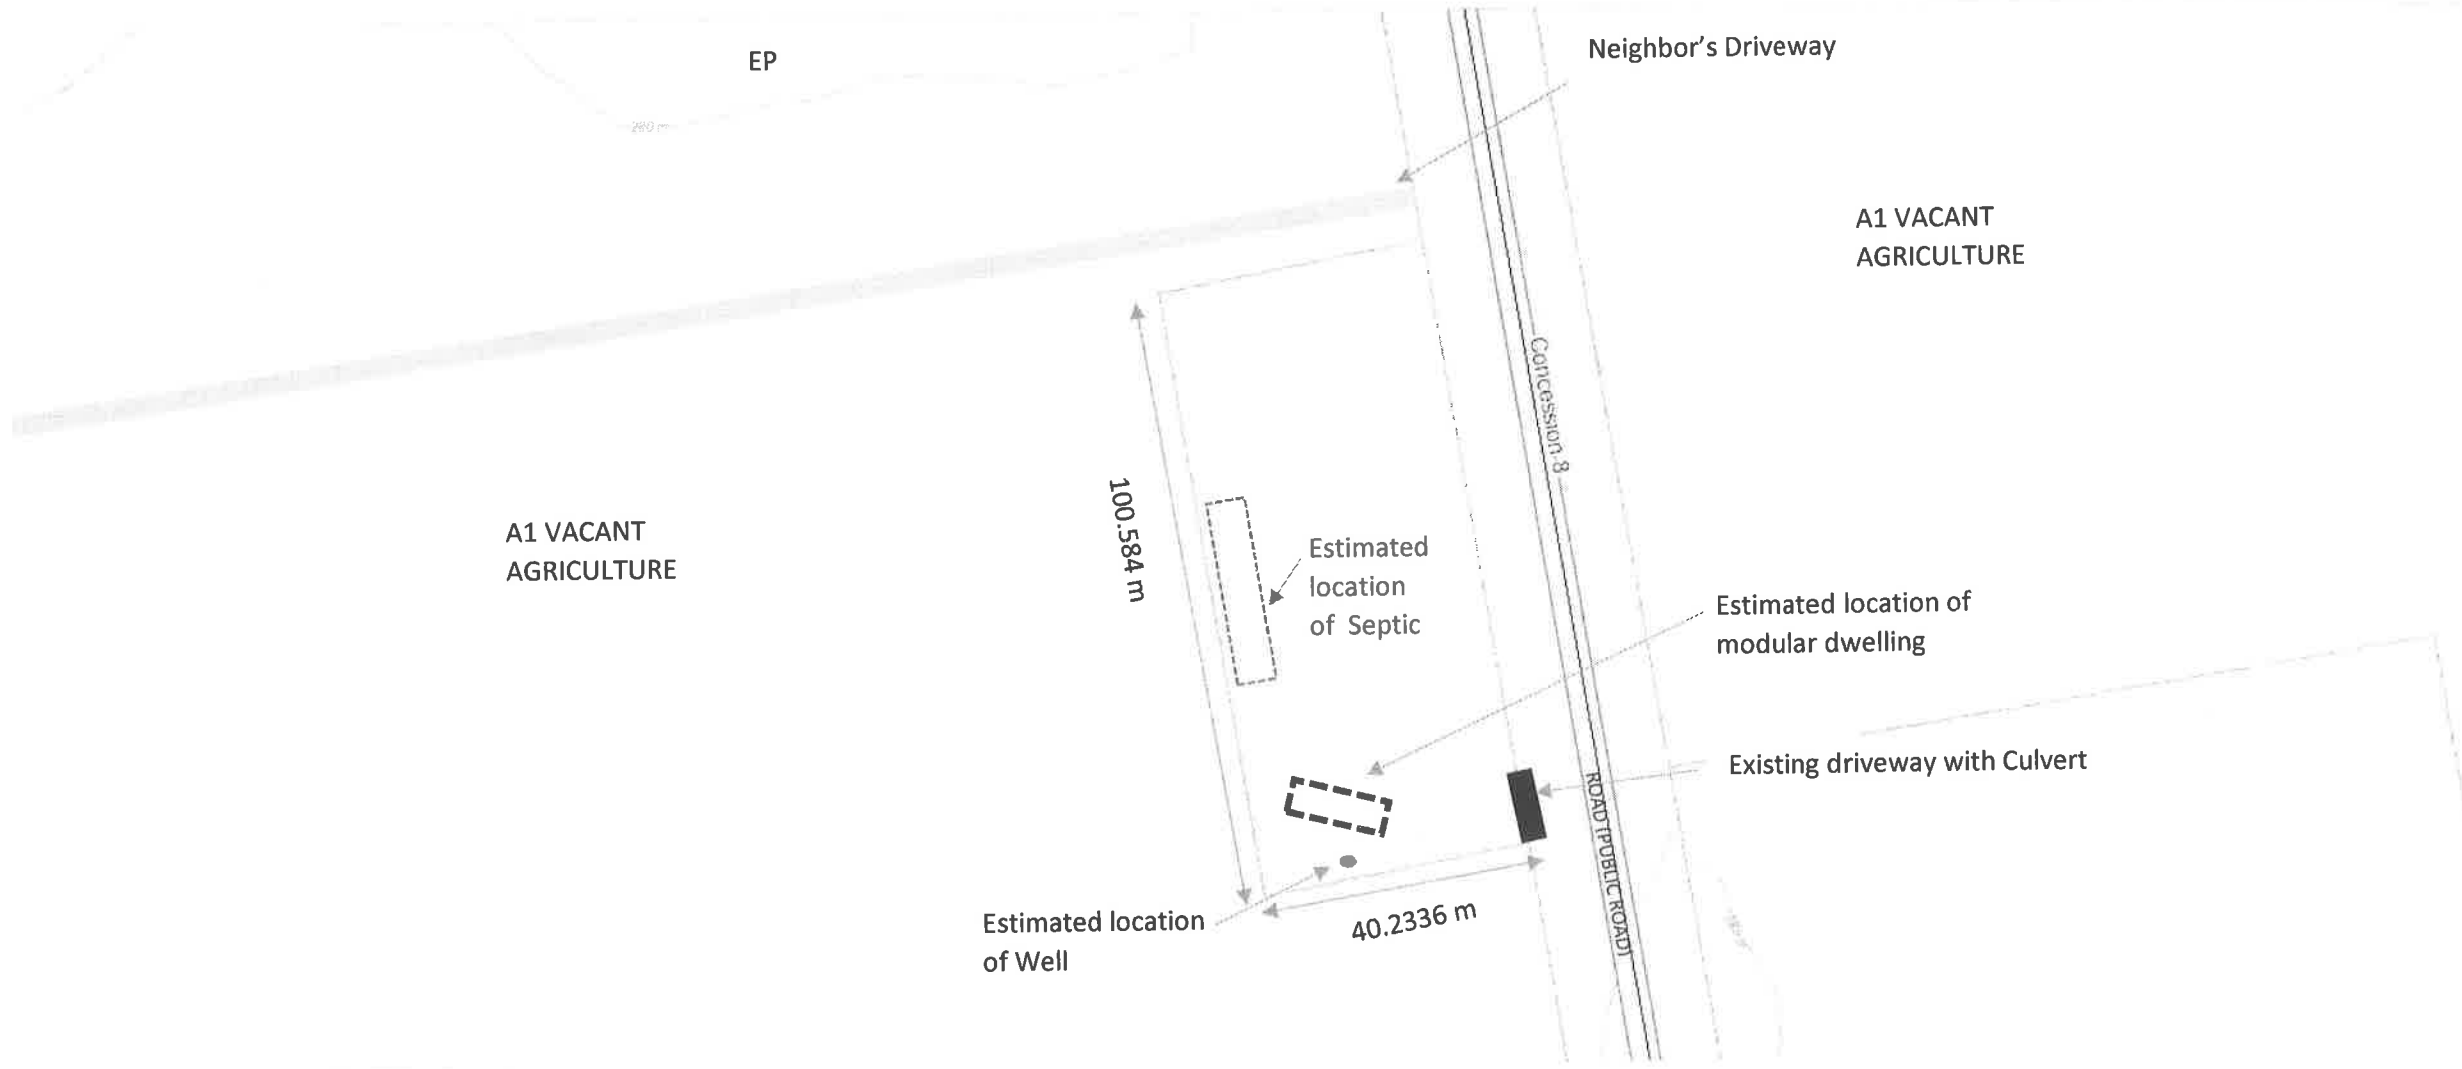 EP
Neighbor's Driveway
A1 VACANT
AGRICULTURE
Concession 8
100.584 m
A1 VACANT
AGRICULTURE
Estimated
location
of Septic
Estimated location of
modular dwelling
Existing driveway with Culvert
ROAD (PUBLIC ROAD)
Estimated location
of Well
40.2336 m